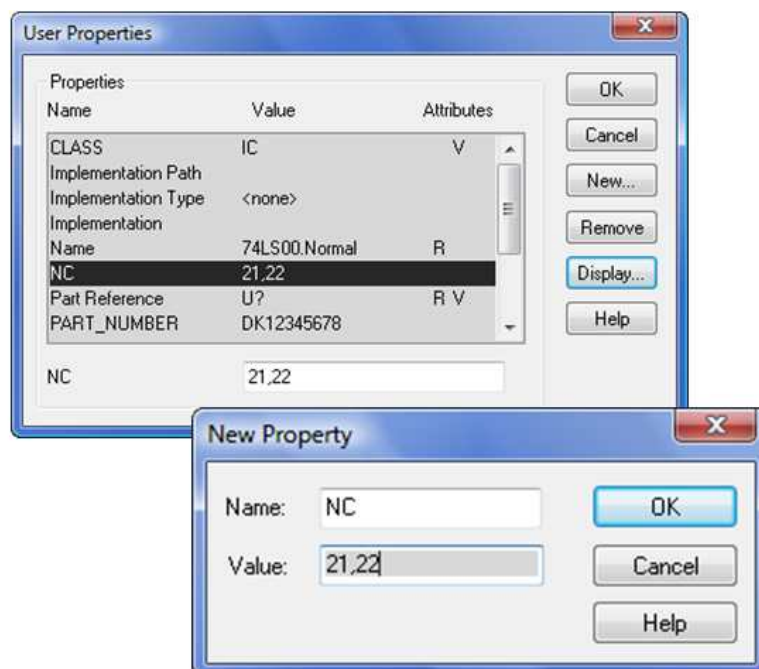 User Properties
Properties
Name Value Attributes
CLASS IC V
Implementation Path
Implementation Type <none>
Implementation
Name 74LS00.Normal R
NC 21,22
Part Reference U? R V
PART_NUMBER DK12345678
NC 21,22
OK
Cancel
New...
Remove
Display...
Help
New Property
Name: NC
Value: 21,22
OK
Cancel
Help